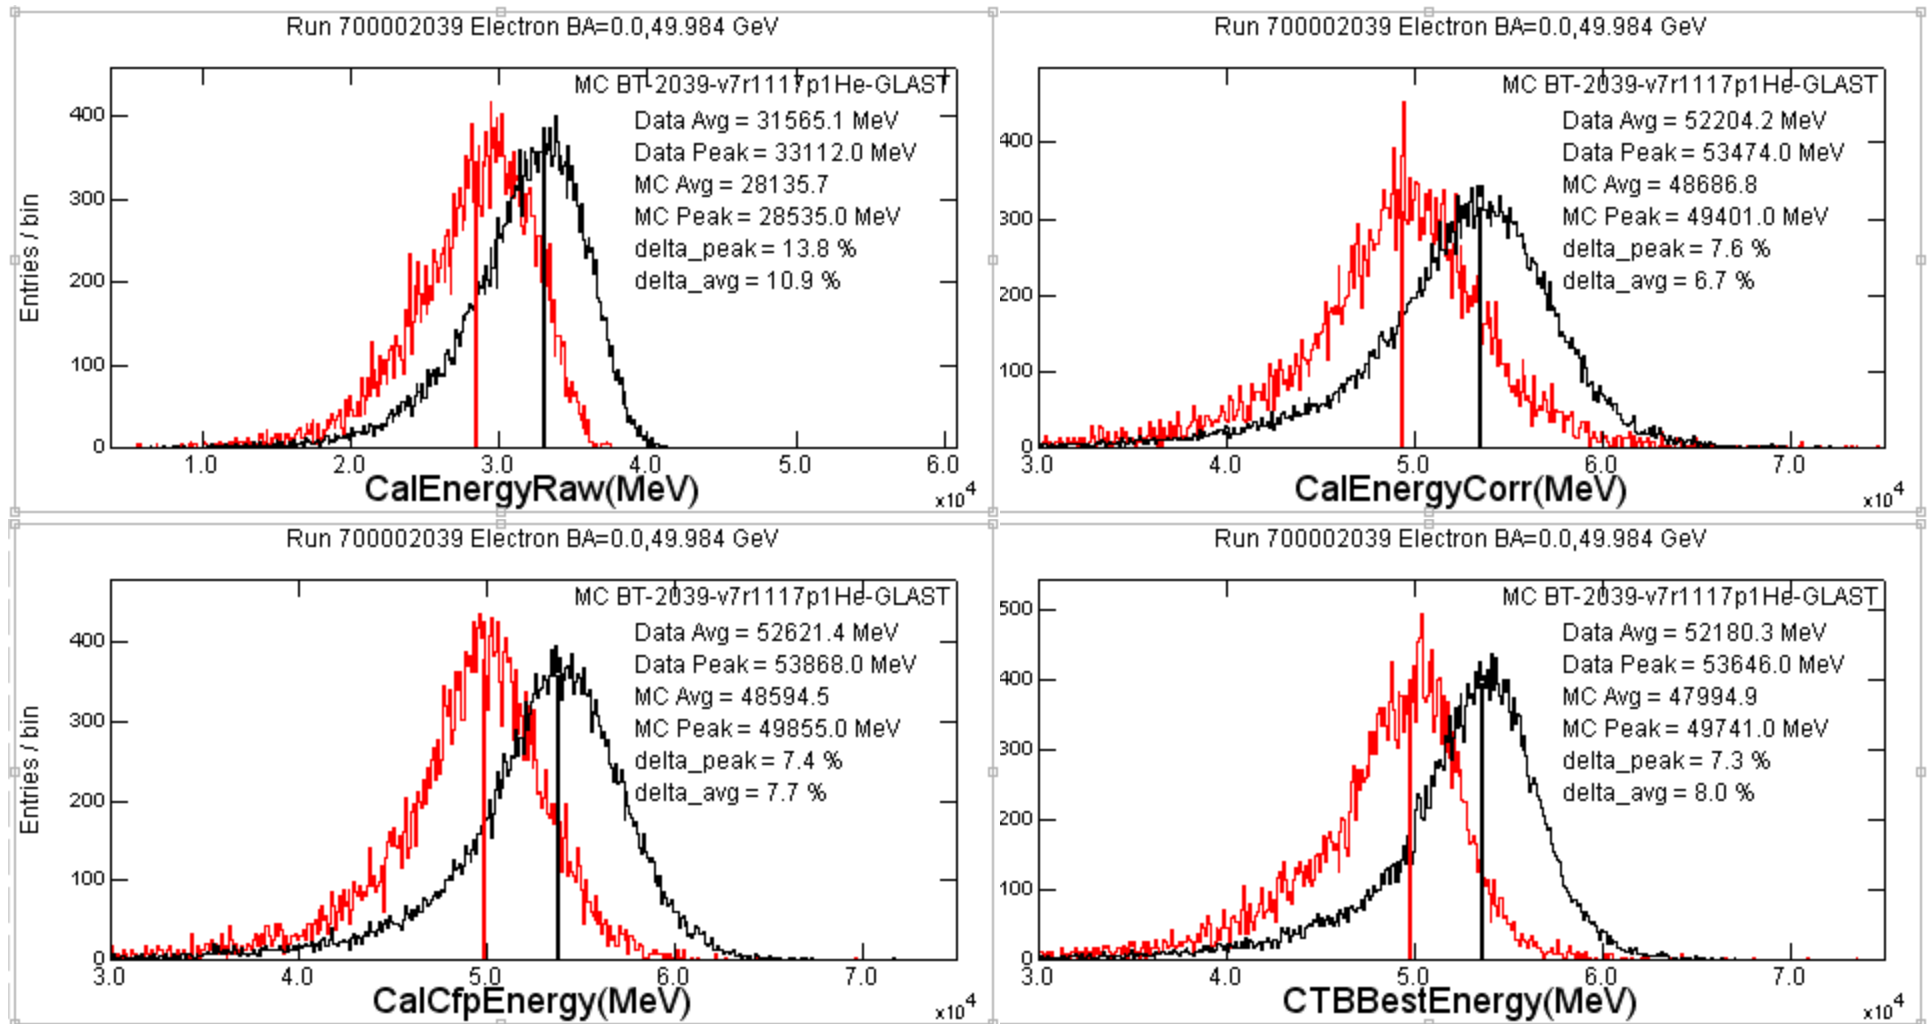 Run 700002039 Electron BA=0.0,49.984 GeV
MC BT-2039-v7r1117p1He-GLAST
Data Avg = 31565.1 MeV
Data Peak = 33112.0 MeV
MC Avg = 28135.7
MC Peak = 28535.0 MeV
delta_peak = 13.8 %
delta_avg = 10.9 %
Entries / bin
400
300
200
100
0
1.0 2.0 3.0 4.0 5.0 6.0
CalEnergyRaw(MeV)
x10^4
Run 700002039 Electron BA=0.0,49.984 GeV
MC BT-2039-v7r1117p1He-GLAST
Data Avg = 52204.2 MeV
Data Peak = 53474.0 MeV
MC Avg = 48686.8
MC Peak = 49401.0 MeV
delta_peak = 7.6 %
delta_avg = 6.7 %
400
300
200
100
0
3.0 4.0 5.0 6.0 7.0
CalEnergyCorr(MeV)
x10^4
Run 700002039 Electron BA=0.0,49.984 GeV
MC BT-2039-v7r1117p1He-GLAST
Data Avg = 52621.4 MeV
Data Peak = 53868.0 MeV
MC Avg = 48594.5
MC Peak = 49855.0 MeV
delta_peak = 7.4 %
delta_avg = 7.7 %
Entries / bin
400
300
200
100
0
3.0 4.0 5.0 6.0 7.0
CalCfpEnergy(MeV)
x10^4
Run 700002039 Electron BA=0.0,49.984 GeV
MC BT-2039-v7r1117p1He-GLAST
Data Avg = 52180.3 MeV
Data Peak = 53646.0 MeV
MC Avg = 47994.9
MC Peak = 49741.0 MeV
delta_peak = 7.3 %
delta_avg = 8.0 %
500
400
300
200
100
0
3.0 4.0 5.0 6.0 7.0
CTBBestEnergy(MeV)
x10^4